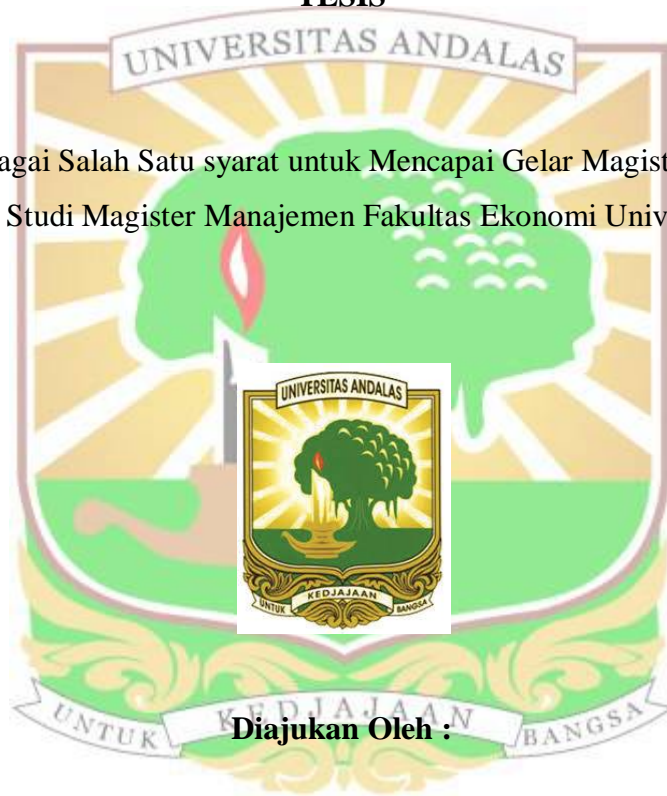 TESIS
UNIVERSITAS ANDALAS
agai Salah Satu syarat untuk Mencapai Gelar Magist
Studi Magister Manajemen Fakultas Ekonomi Univ
UNIVERSITAS ANDALAS
UNTUK KEDJAJAAN BANGSA
Diajukan Oleh :
UNTUK KEDJAJAAN BANGSA